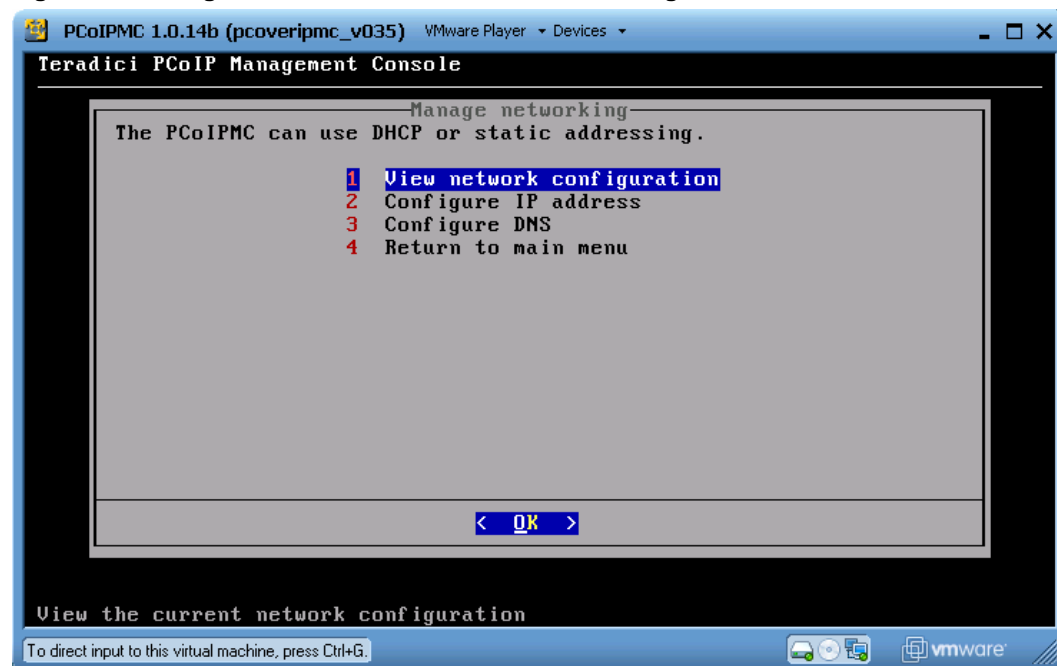 PCoIPMC 1.0.14b (pcoveripmc_v035) VMware Player Devices
Teradici PCoIP Management Console
Manage networking
The PCoIPMC can use DHCP or static addressing.
1 View network configuration
2 Configure IP address
3 Configure DNS
4 Return to main menu
< OK >
View the current network configuration
To direct input to this virtual machine, press Ctrl+G.
vmware